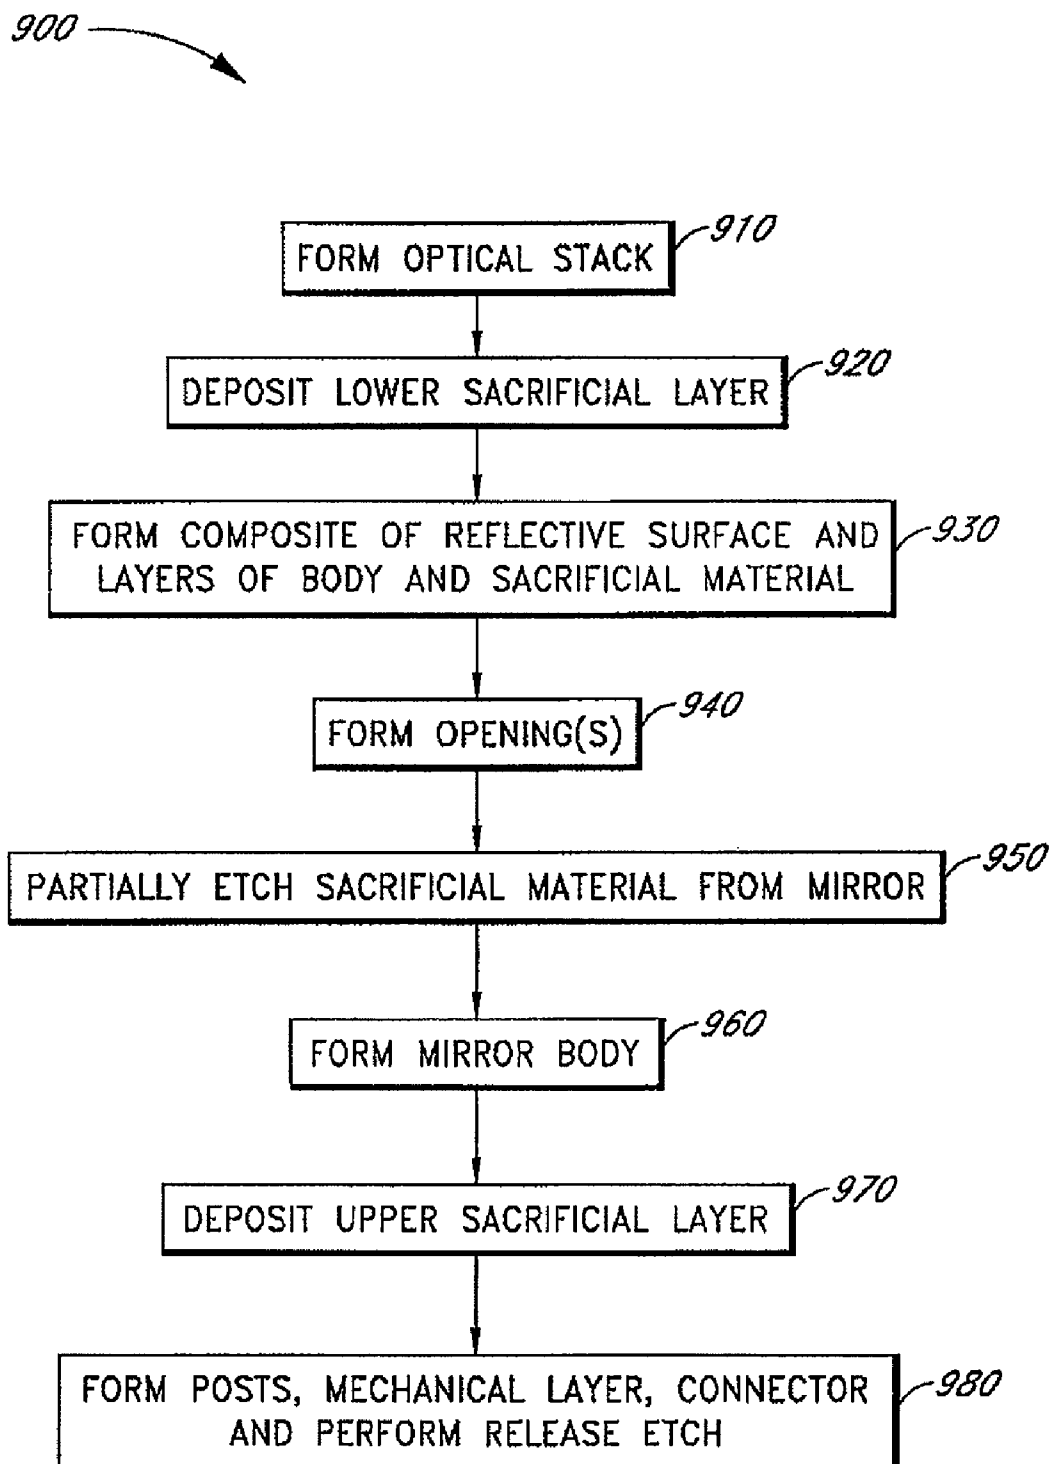 900
910
FORM OPTICAL STACK
920
DEPOSIT LOWER SACRIFICIAL LAYER
930
FORM COMPOSITE OF REFLECTIVE SURFACE AND
LAYERS OF BODY AND SACRIFICIAL MATERIAL
940
FORM OPENING(S)
950
PARTIALLY ETCH SACRIFICIAL MATERIAL FROM MIRROR
960
FORM MIRROR BODY
970
DEPOSIT UPPER SACRIFICIAL LAYER
980
FORM POSTS, MECHANICAL LAYER, CONNECTOR
AND PERFORM RELEASE ETCH